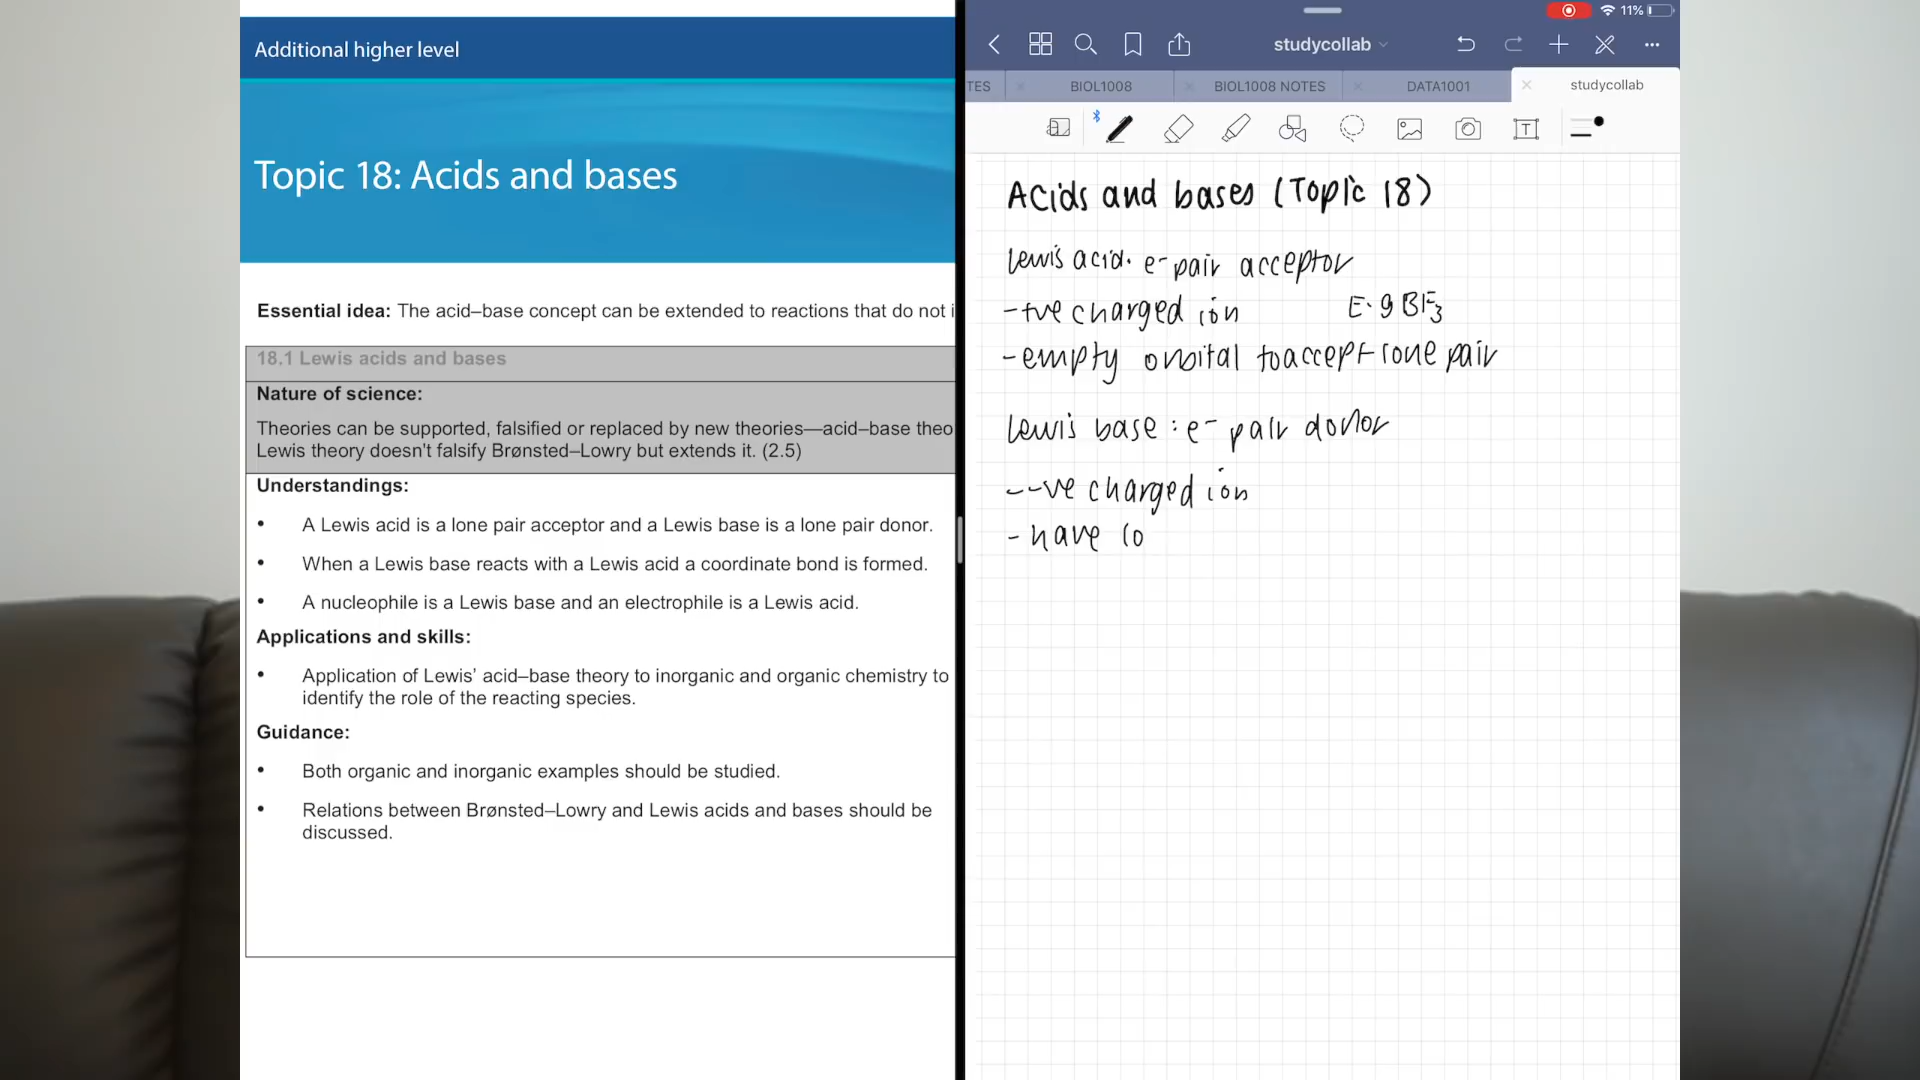 Additional higher level
Topic 18: Acids and bases
Essential idea: The acid–base concept can be extended to reactions that do not i
18.1 Lewis acids and bases
Nature of science:
Theories can be supported, falsified or replaced by new theories—acid–base theo
Lewis theory doesn't falsify Brønsted–Lowry but extends it. (2.5)
Understandings:
• A Lewis acid is a lone pair acceptor and a Lewis base is a lone pair donor.
• When a Lewis base reacts with a Lewis acid a coordinate bond is formed.
• A nucleophile is a Lewis base and an electrophile is a Lewis acid.
Applications and skills:
• Application of Lewis’ acid–base theory to inorganic and organic chemistry to
identify the role of the reacting species.
Guidance:
• Both organic and inorganic examples should be studied.
• Relations between Brønsted–Lowry and Lewis acids and bases should be
discussed.
11%
studycollab
TES
BIOL1008
BIOL1008 NOTES
DATA1001
studycollab
Acids and bases (Topic 18)
Lewis acid. e- pair acceptor
-+ve charged ion E.g BF3
-empty orbital to accept lone pair
Lewis base : e- pair donor
--ve charged ion
-have lo